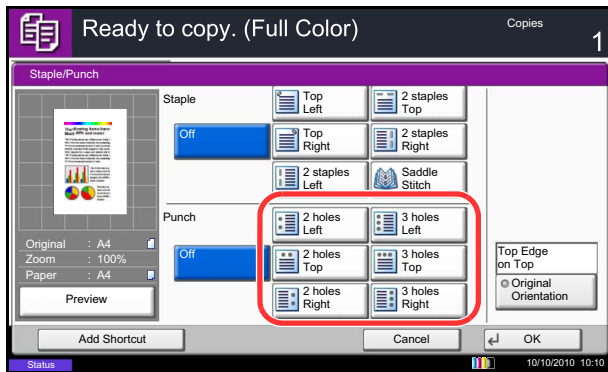 Ready to copy. (Full Color)
Copies
1
Staple/Punch
Staple
Off
Top
Left
2 staples
Top
Top
Right
2 staples
Right
2 staples
Left
Saddle
Stitch
Punch
Off
2 holes
Left
3 holes
Left
2 holes
Top
3 holes
Top
2 holes
Right
3 holes
Right
Original : A4
Zoom : 100%
Paper : A4
Preview
Top Edge
on Top
Original
Orientation
Add Shortcut
Cancel
OK
Status
10/10/2010 10:10